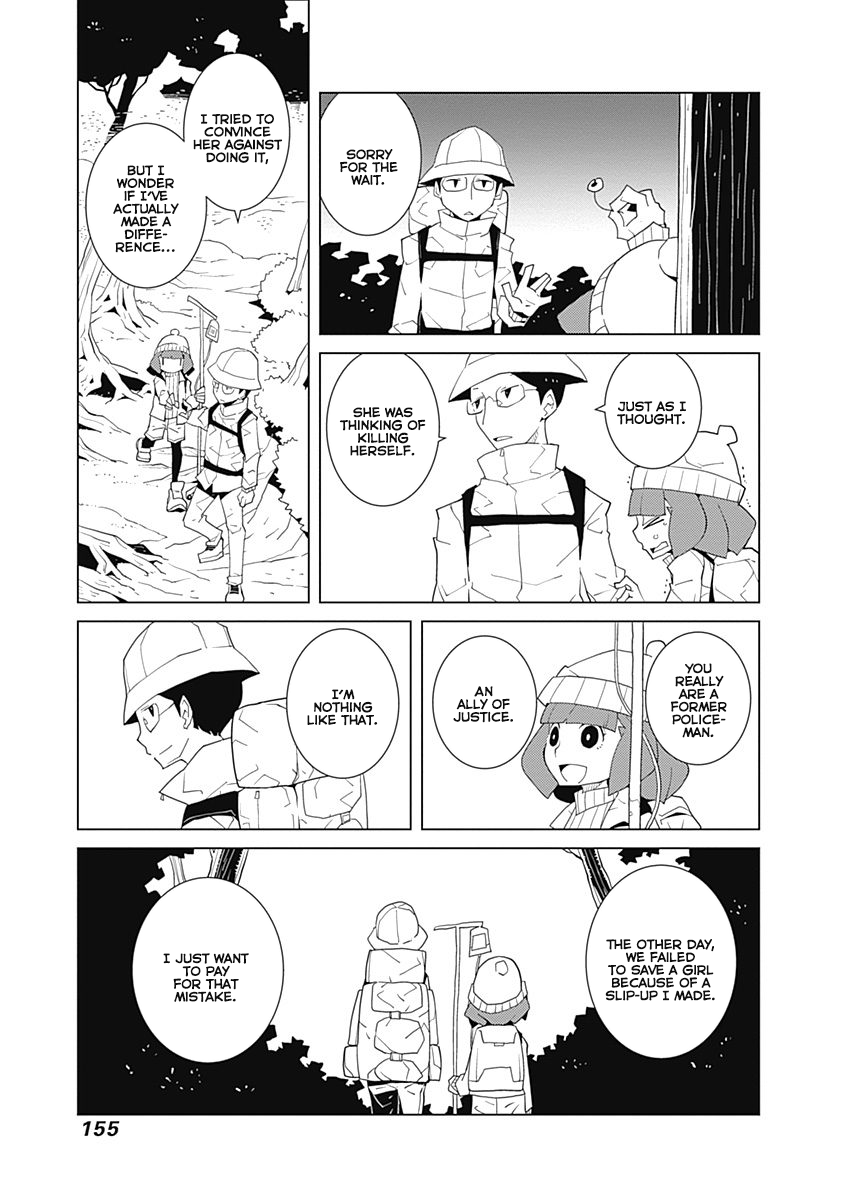 SORRY
FOR THE
WAIT.
JUST AS I
THOUGHT.
SHE WAS
THINKING OF
KILLING
HERSELF.
I TRIED TO
CONVINCE
HER AGAINST
DOING IT,
BUT I
WONDER
IF I'VE
ACTUALLY
MADE A
DIFFE-
RENCE...
YOU
REALLY
ARE A
FORMER
POLICE-
MAN.
AN
ALLY OF
JUSTICE.
I'M
NOTHING
LIKE THAT.
THE OTHER DAY,
WE FAILED
TO SAVE A GIRL
BECAUSE OF A
SLIP-UP I MADE.
I JUST WANT
TO PAY
FOR THAT
MISTAKE.
155